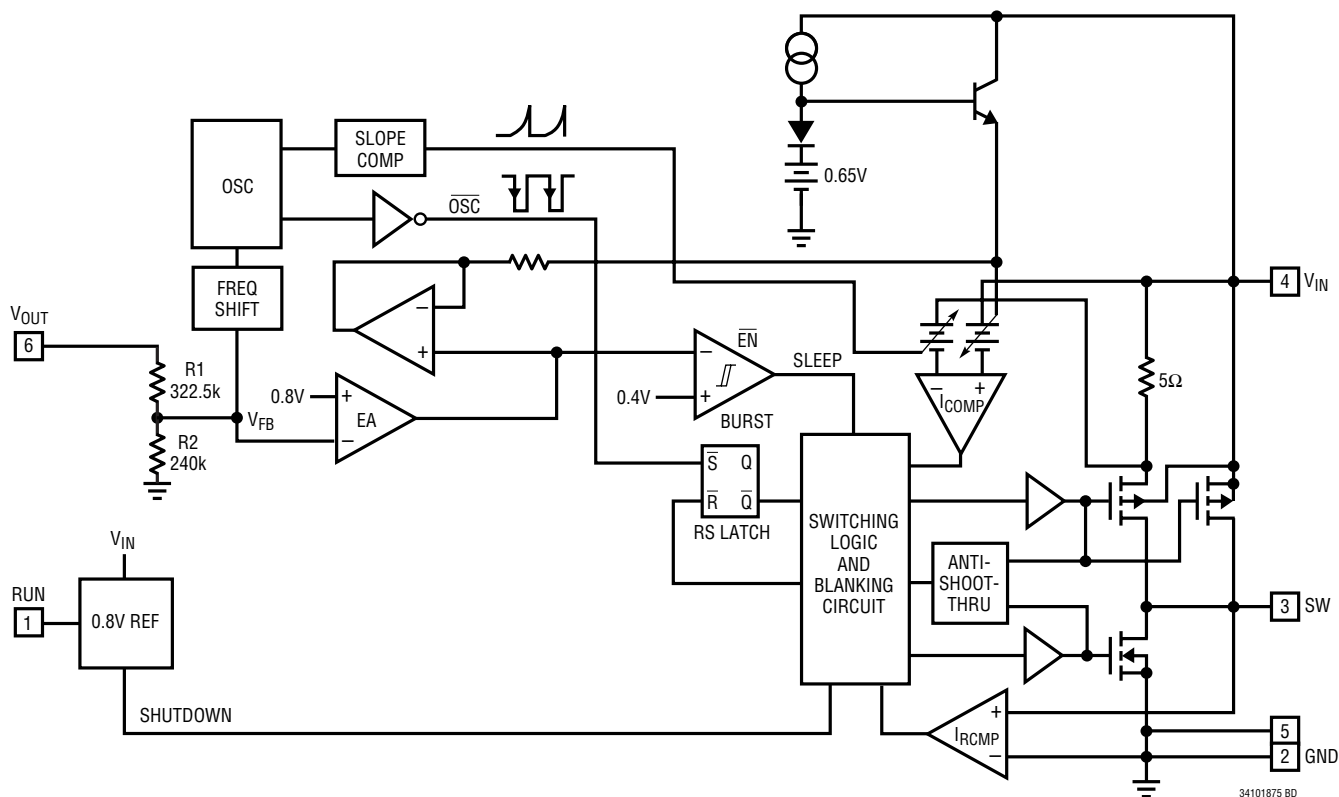 OSC
SLOPE
COMP
0.65V
OSC
FREQ
SHIFT
4
VIN
VOUT
6
R1
322.5k
VFB
R2
240k
0.8V
+
EA
−
−
+
−
EN
0.4V
+
BURST
SLEEP
−
+
ICOMP
5Ω
S
Q
R
Q
RS LATCH
SWITCHING
LOGIC
AND
BLANKING
CIRCUIT
ANTI-
SHOOT-
THRU
3
SW
VIN
RUN
1
0.8V REF
SHUTDOWN
+
IRCMP
−
5
2
GND
34101875 BD